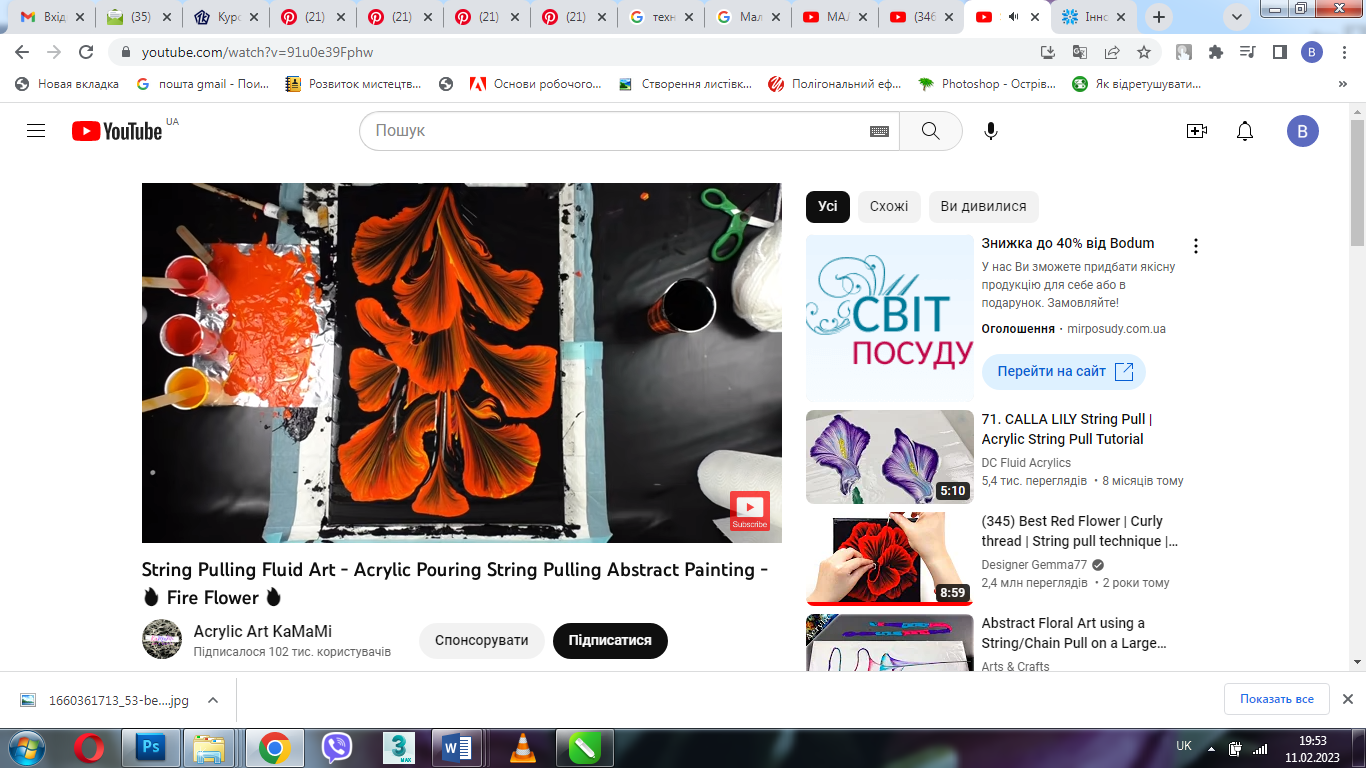 Вхід
(35)
Курс
(21)
(21)
(21)
(21)
техн
Мал
МАЛ
(346
Інно
youtube.com/watch?v=91u0e39Fphw
B
Новая вкладка
пошта gmail - Пои...
Розвиток мистецтв...
Основи робочого...
Створення листівк...
Полігональний еф...
Photoshop - Острів...
Як відретушувати...
»
YouTube UA
Пошук
B
Усі
Схожі
Ви дивилися
СВІТ
ПОСУДУ
Знижка до 40% від Bodum
У нас Ви зможете придбати якісну
продукцію для себе або в
подарунок. Замовляйте!
Оголошення · mirposudy.com.ua
Перейти на сайт
5:10
71. CALLA LILY String Pull |
Acrylic String Pull Tutorial
DC Fluid Acrylics
5,4 тис. переглядів • 8 місяців тому
8:59
(345) Best Red Flower | Curly
thread | String pull technique |...
Designer Gemma77
2,4 млн переглядів • 2 роки тому
Abstract Floral Art using a
String/Chain Pull on a Large...
Arts & Crafts
Subscribe
String Pulling Fluid Art - Acrylic Pouring String Pulling Abstract Painting -
Fire Flower
Acrylic Art KaMaMi
Підписалося 102 тис. користувачів
Спонсорувати
Підписатися
1660361713_53-be....jpg
Показать все
Ps
3
MAX
W
UK
19:53
11.02.2023